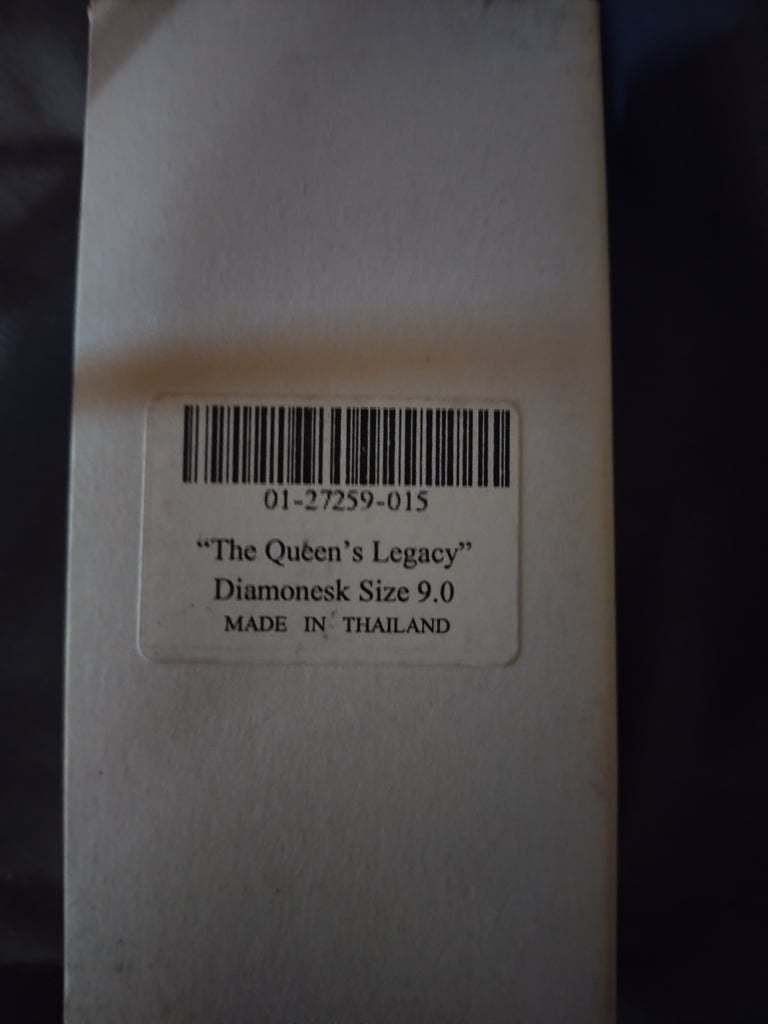 01-27259-015
“The Queen’s Legacy”
Diamonesk Size 9.0
MADE IN THAILAND